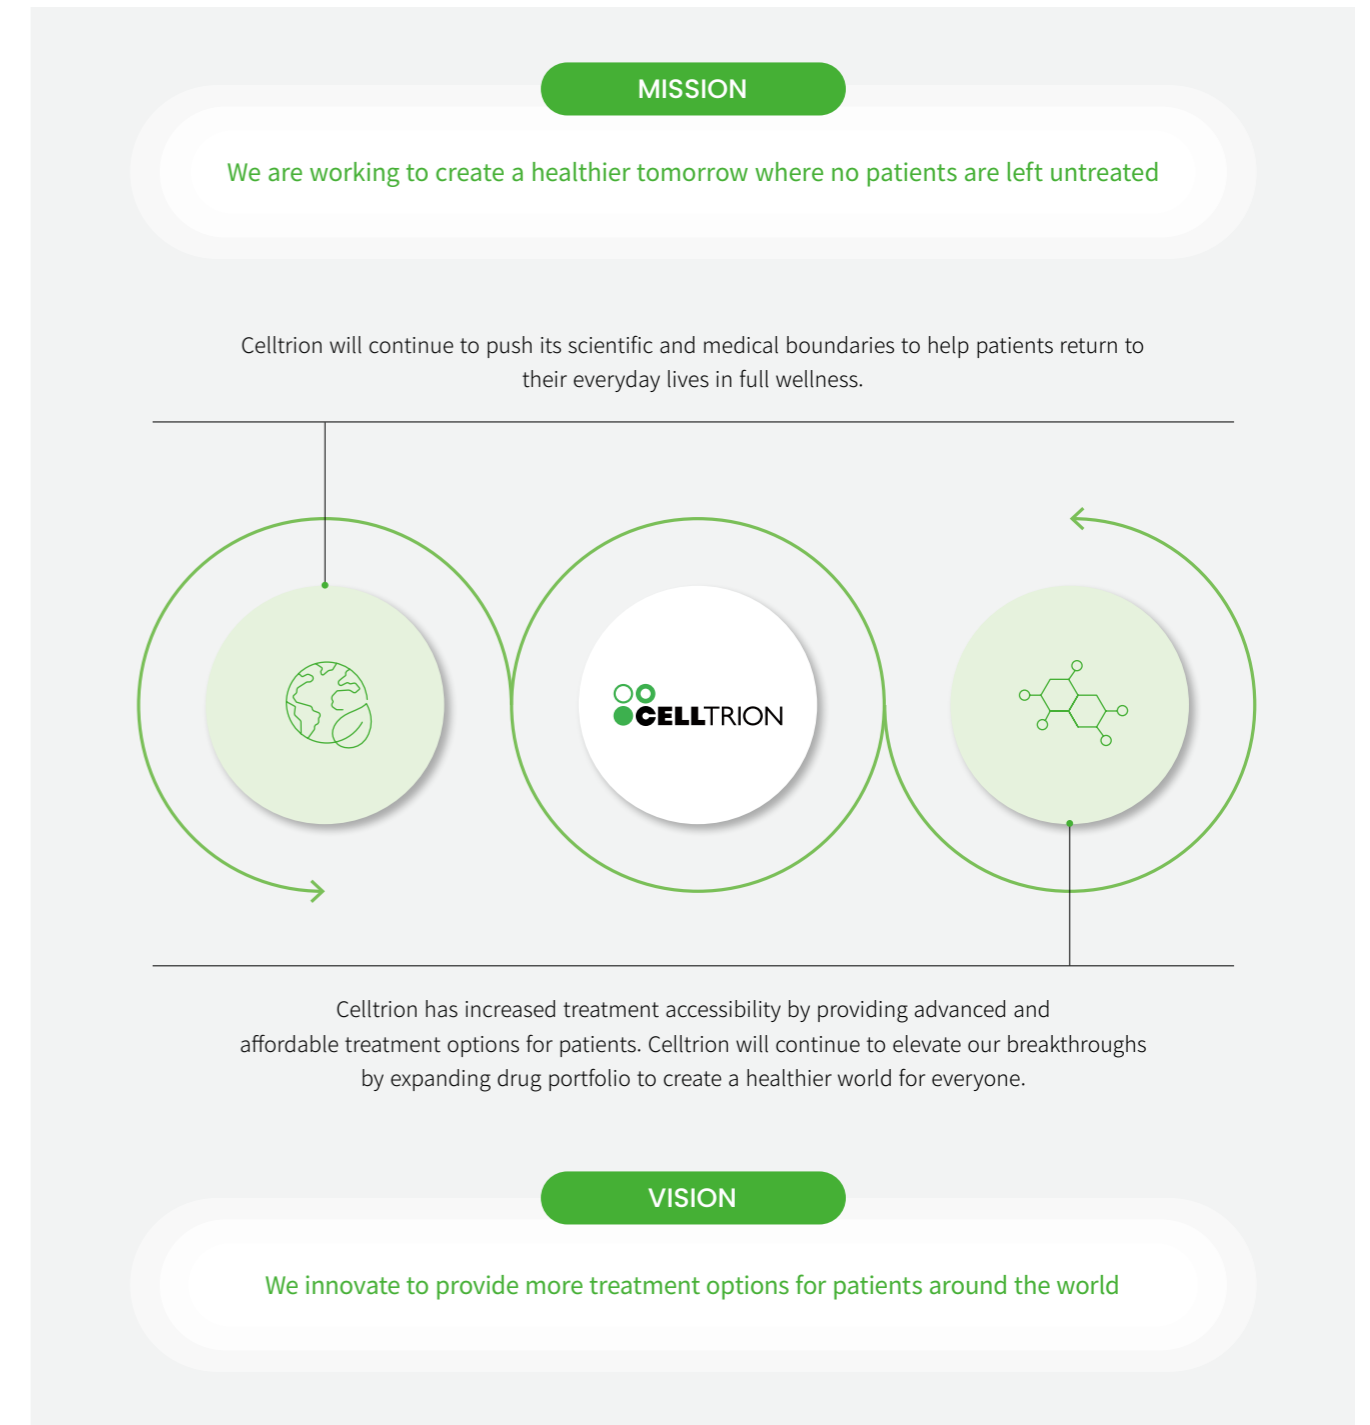 MISSION
We are working to create a healthier tomorrow where no patients are left untreated
Celltrion will continue to push its scientific and medical boundaries to help patients return to
their everyday lives in full wellness.
CELLTRION
Celltrion has increased treatment accessibility by providing advanced and
affordable treatment options for patients. Celltrion will continue to elevate our breakthroughs
by expanding drug portfolio to create a healthier world for everyone.
VISION
We innovate to provide more treatment options for patients around the world